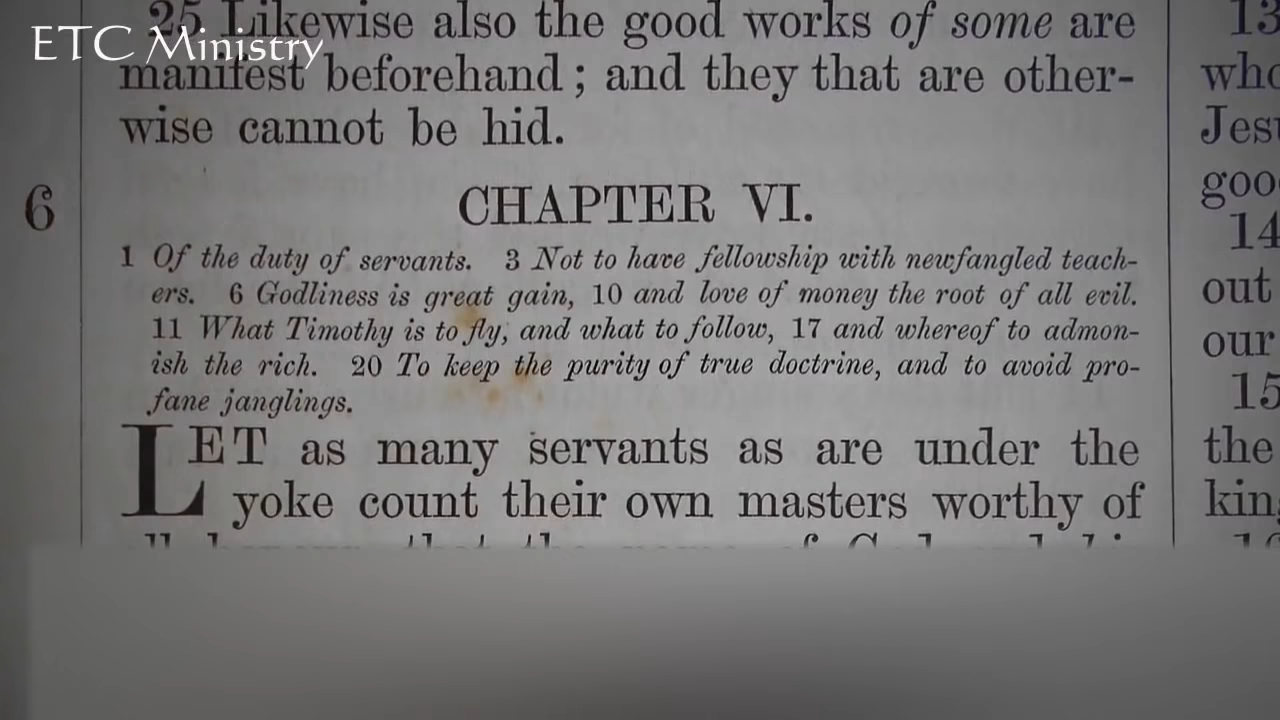 ETC Ministry
25 Likewise also the good works of some are
manifest beforehand; and they that are other-
wise cannot be hid.
6
CHAPTER VI.
1 Of the duty of servants. 3 Not to have fellowship with newfangled teach-
ers. 6 Godliness is great gain, 10 and love of money the root of all evil.
11 What Timothy is to fly, and what to follow, 17 and whereof to admon-
ish the rich. 20 To keep the purity of true doctrine, and to avoid pro-
fane janglings.
LET as many servants as are under the
yoke count their own masters worthy of
13
who
Jes
goo
14
out
our
15
the
kin